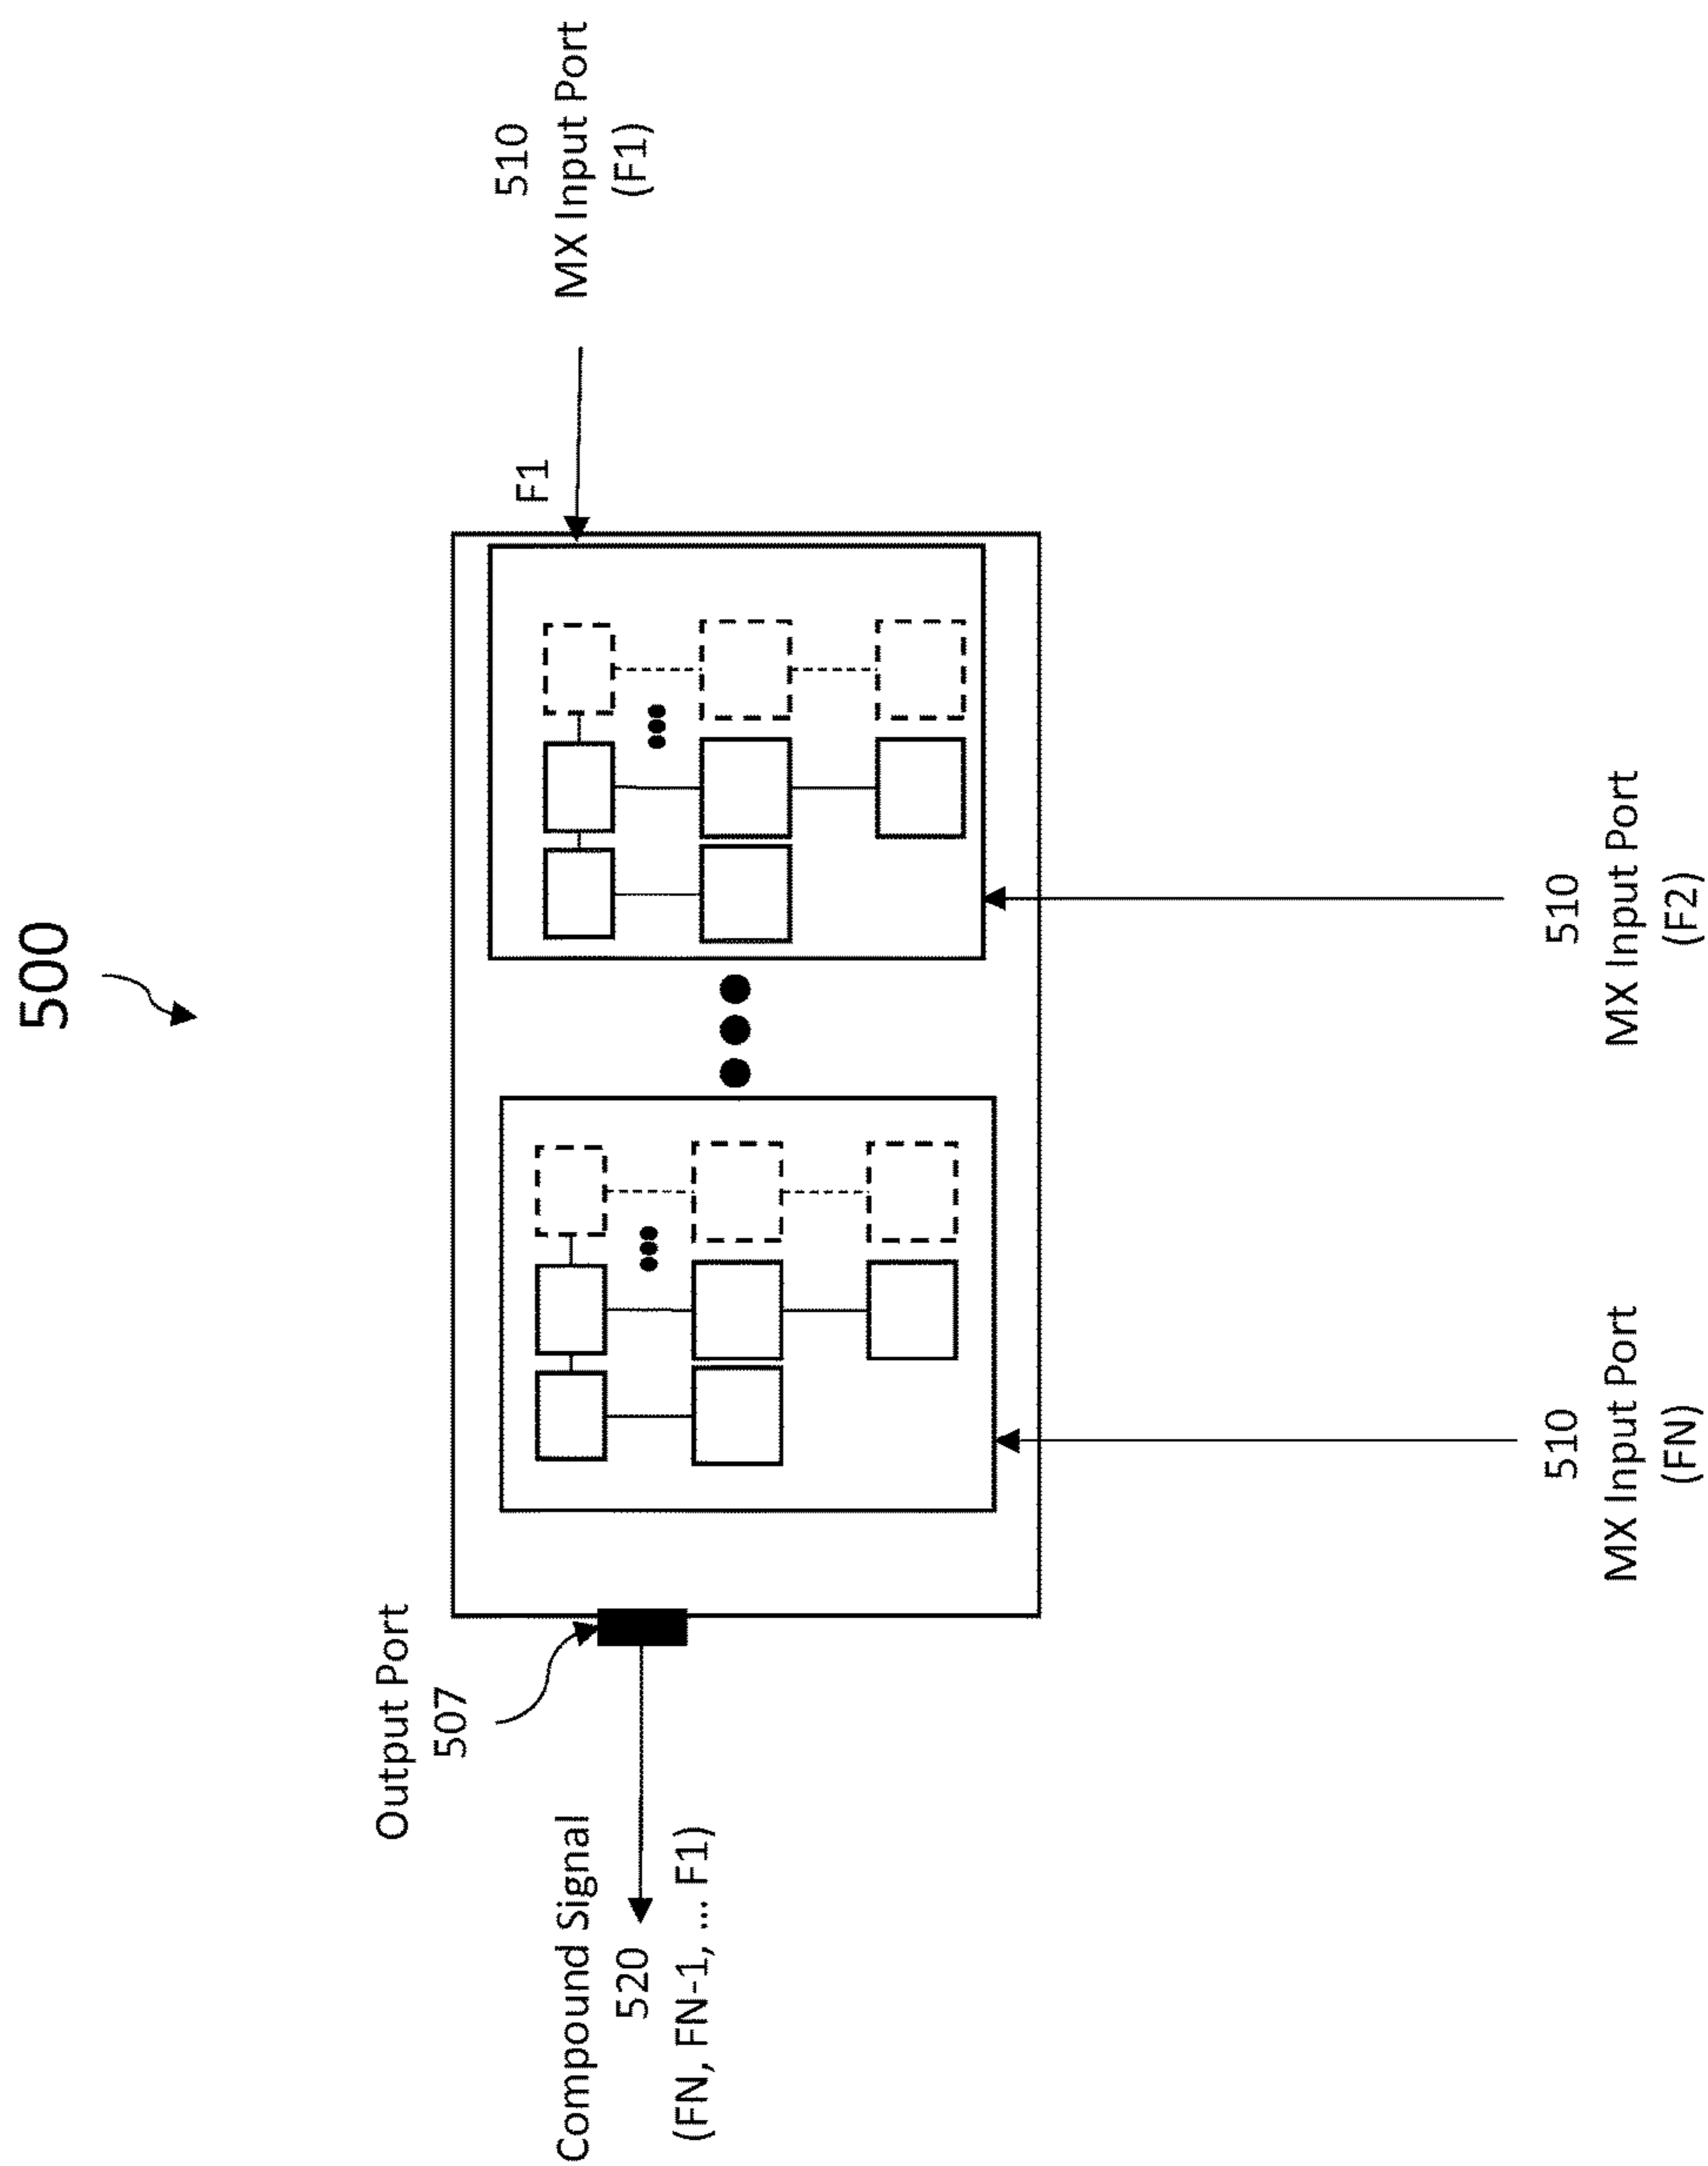 500
Output Port
507
Compound Signal
520
(FN, FN-1, ... F1)
F1
510
MX Input Port
(F1)
510
MX Input Port
(FN)
510
MX Input Port
(F2)